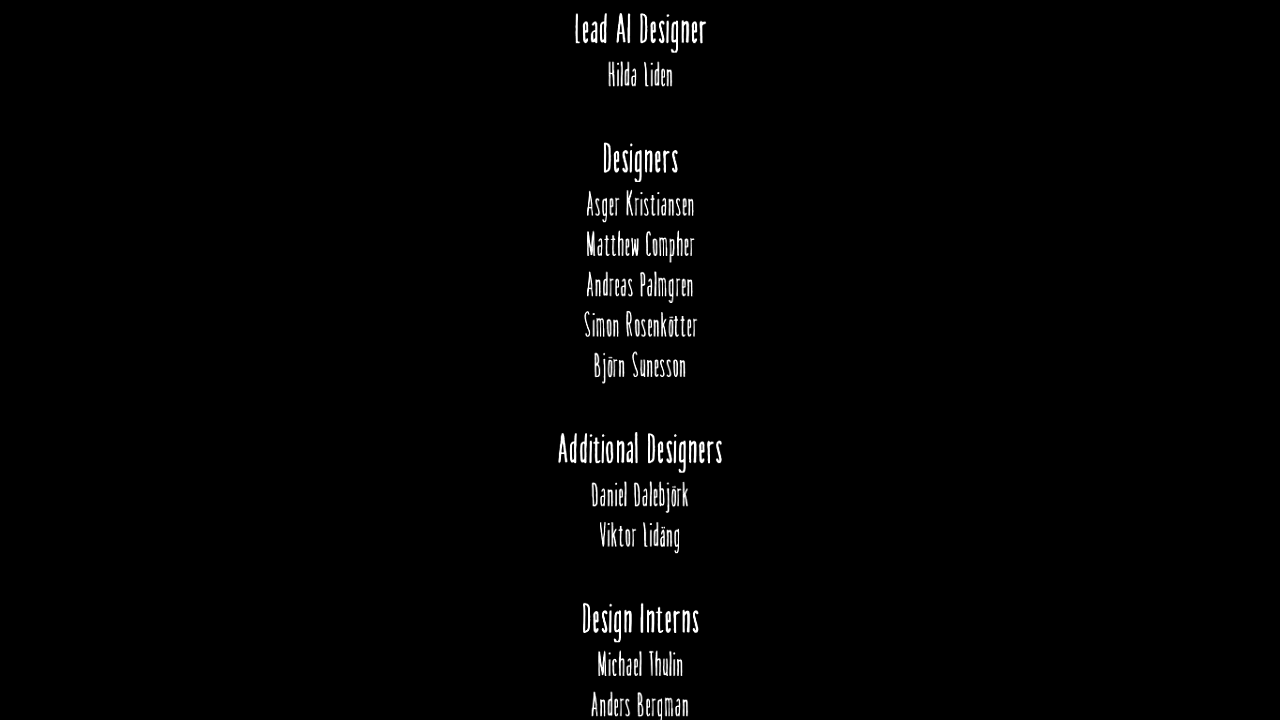 Lead AI Designer
Hilda Liden
Designers
Asger Kristiansen
Matthew Compher
Andreas Palmgren
Simon Rosenkötter
Björn Sunesson
Additional Designers
Daniel Dalebjörk
Viktor Lidäng
Design Interns
Michael Thulin
Anders Bergman